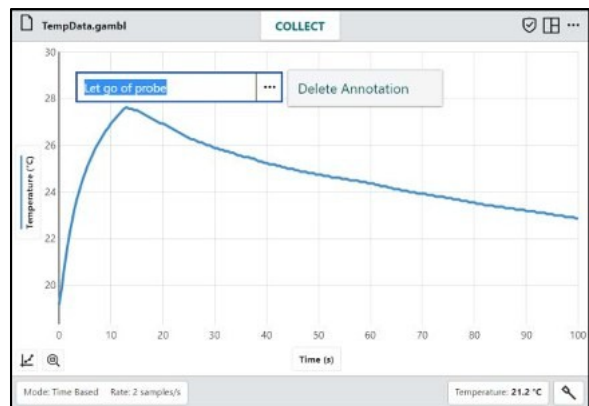 TempData.gambl
COLLECT
...
30
Let go of probe
...
Delete Annotation
28
26
24
22
20
Temperature (°C)
0 10 20 30 40 50 60 70 80 90 100
Time (s)
Mode: Time Based Rate: 2 samples/s
Temperature: 21.2 °C